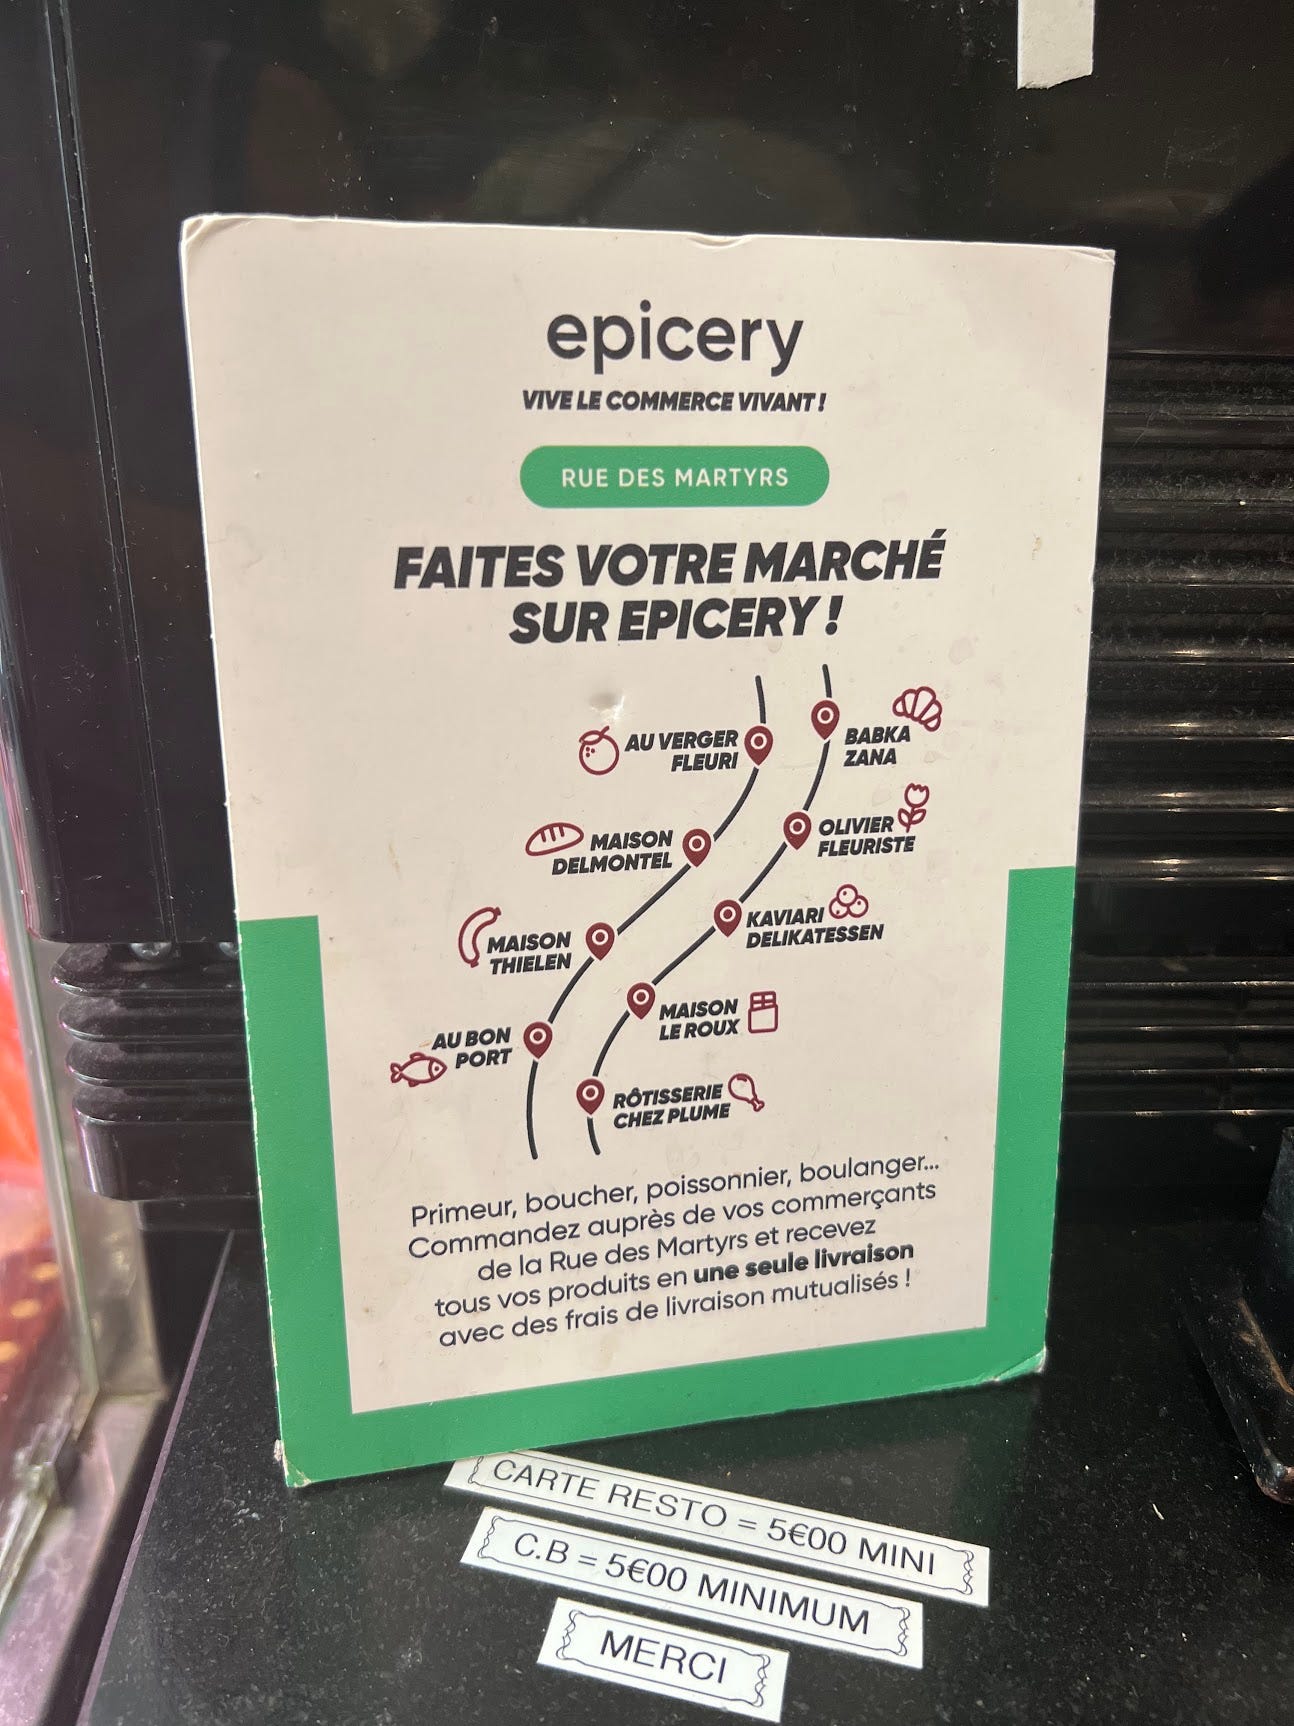 epicery
VIVE LE COMMERCE VIVANT !
RUE DES MARTYRS
FAITES VOTRE MARCHÉ
SUR EPICERY !
AU VERGER
FLEURI
BABKA
ZANA
MAISON
DELMONTEL
OLIVIER
FLEURISTE
MAISON
THIELEN
KAVIARI
DELIKATESSEN
AU BON
PORT
MAISON
LE ROUX
RÔTISSERIE
CHEZ PLUME
Primeur, boucher, poissonnier, boulanger...
Commandez auprès de vos commerçants
de la Rue des Martyrs et recevez
tous vos produits en une seule livraison
avec des frais de livraison mutualisés !
CARTE RESTO = 5€00 MINI
C.B = 5€00 MINIMUM
MERCI